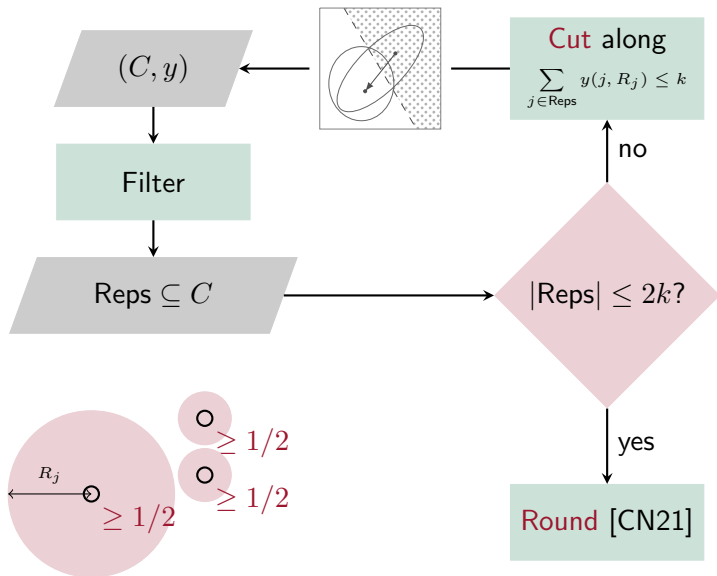 (C, y)
Cut along
∑_{j∈Reps} y(j, R_j) ≤ k
no
Filter
Reps ⊆ C
|Reps| ≤ 2k?
yes
≥ 1/2
R_j
≥ 1/2
≥ 1/2
Round [CN21]